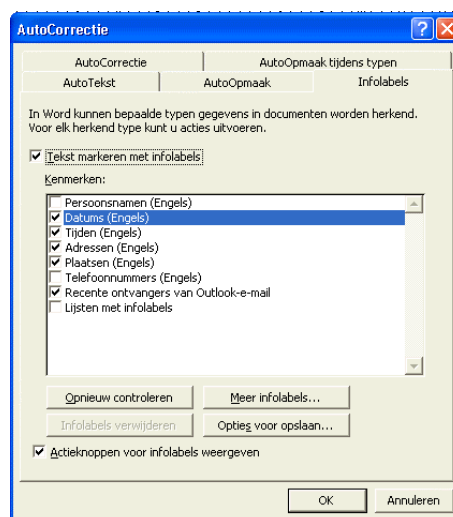 AutoCorrectie
AutoCorrectie
AutoOpmaak tijdens typen
AutoTekst
AutoOpmaak
Infolabels
In Word kunnen bepaalde typen gegevens in documenten worden herkend.
Voor elk herkend type kunt u acties uitvoeren.
Tekst markeren met infolabels
Kenmerken:
Persoonsnamen (Engels)
Datums (Engels)
Tijden (Engels)
Adressen (Engels)
Plaatsen (Engels)
Telefoonnummers (Engels)
Recente ontvangers van Outlook-e-mail
Lijsten met infolabels
Opnieuw controleren
Meer infolabels...
Infolabels verwijderen
Opties voor opslaan...
Actieknoppen voor infolabels weergeven
OK
Annuleren